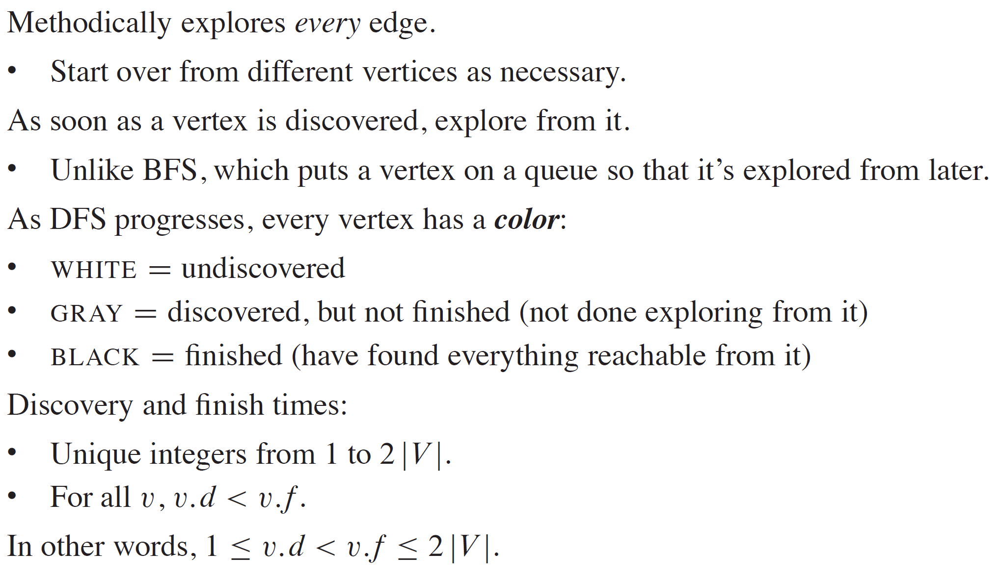 Methodically explores every edge.
• Start over from different vertices as necessary.
As soon as a vertex is discovered, explore from it.
• Unlike BFS, which puts a vertex on a queue so that it’s explored from later.
As DFS progresses, every vertex has a color:
• WHITE = undiscovered
• GRAY = discovered, but not finished (not done exploring from it)
• BLACK = finished (have found everything reachable from it)
Discovery and finish times:
• Unique integers from 1 to 2|V|.
• For all v, v.d < v.f.
In other words, 1 ≤ v.d < v.f ≤ 2|V|.